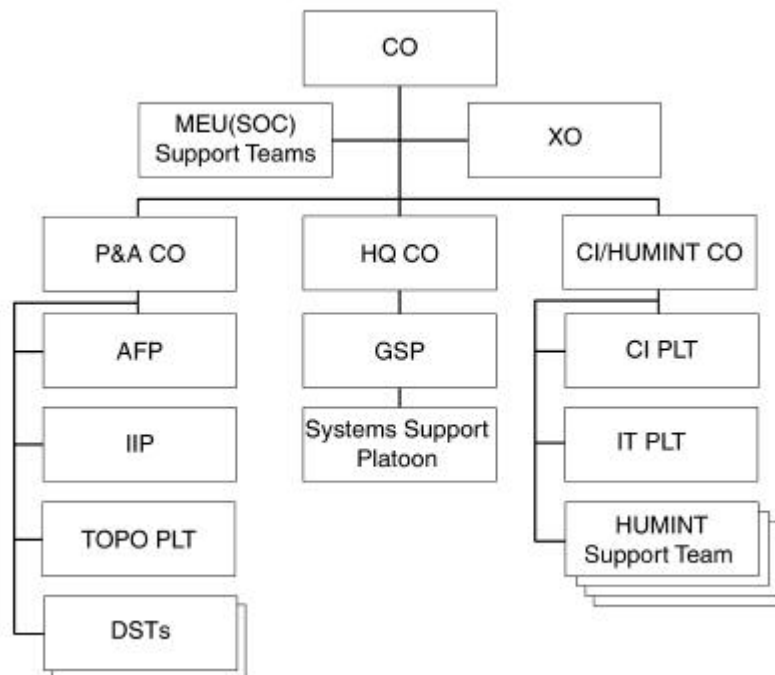 CO
MEU(SOC)
Support Teams
XO
P&A CO
HQ CO
CI/HUMINT CO
AFP
GSP
CI PLT
IIP
Systems Support
Platoon
IT PLT
TOPO PLT
HUMINT
Support Team
DSTs